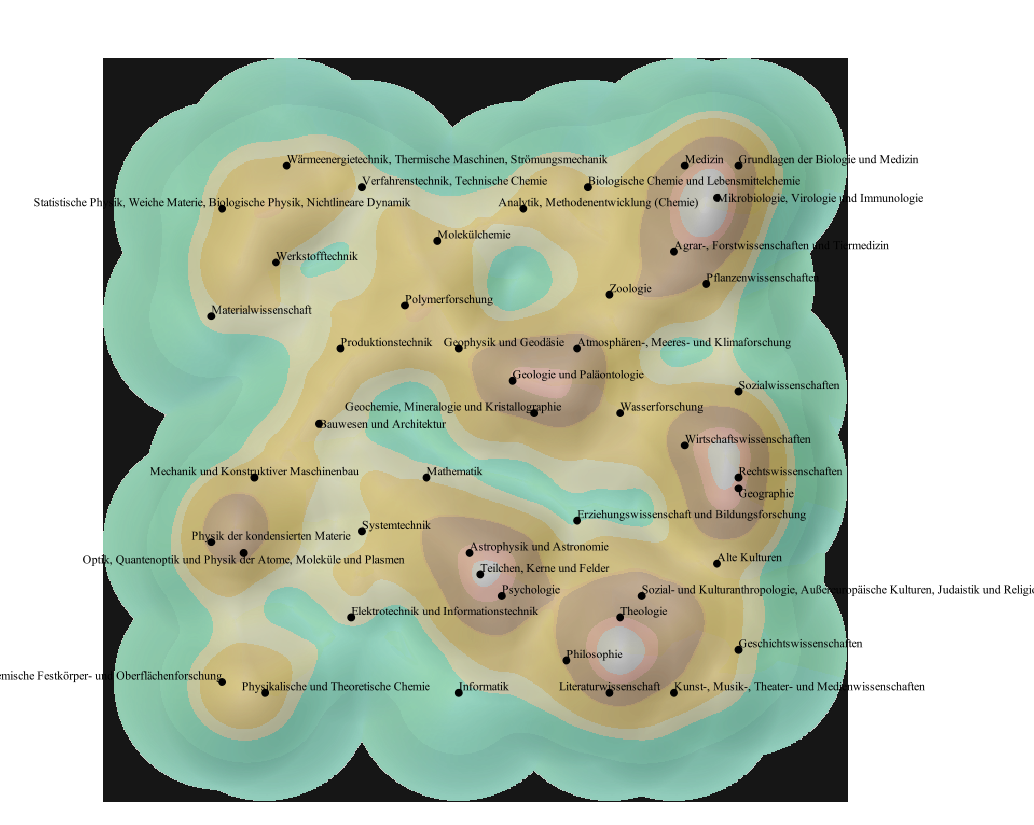 Wärmeenergietechnik, Thermische Maschinen, Strömungsmechanik
Medizin
Grundlagen der Biologie und Medizin
Verfahrenstechnik, Technische Chemie
Biologische Chemie und Lebensmittelchemie
Mikrobiologie, Virologie und Immunologie
Statistische Physik, Weiche Materie, Biologische Physik, Nichtlineare Dynamik
Analytik, Methodenentwicklung (Chemie)
Molekülchemie
Agrar-, Forstwissenschaften und Tiermedizin
Werkstofftechnik
Pflanzenwissenschaften
Zoologie
Polymerforschung
Materialwissenschaft
Produktionstechnik
Geophysik und Geodäsie
Atmosphären-, Meeres- und Klimaforschung
Geologie und Paläontologie
Sozialwissenschaften
Geochemie, Mineralogie und Kristallographie
Wasserforschung
Bauwesen und Architektur
Wirtschaftswissenschaften
Mechanik und Konstruktiver Maschinenbau
Mathematik
Rechtswissenschaften
Geographie
Erziehungswissenschaft und Bildungsforschung
Systemtechnik
Physik der kondensierten Materie
Astrophysik und Astronomie
Optik, Quantenoptik und Physik der Atome, Moleküle und Plasmen
Alte Kulturen
Teilchen, Kerne und Felder
Psychologie
Sozial- und Kulturanthropologie, Außereuropäische Kulturen, Judaistik und Religio
Elektrotechnik und Informationstechnik
Theologie
Geschichtswissenschaften
Philosophie
emische Festkörper- und Oberflächenforschung
Physikalische und Theoretische Chemie
Informatik
Literaturwissenschaft
Kunst-, Musik-, Theater- und Medienwissenschaften